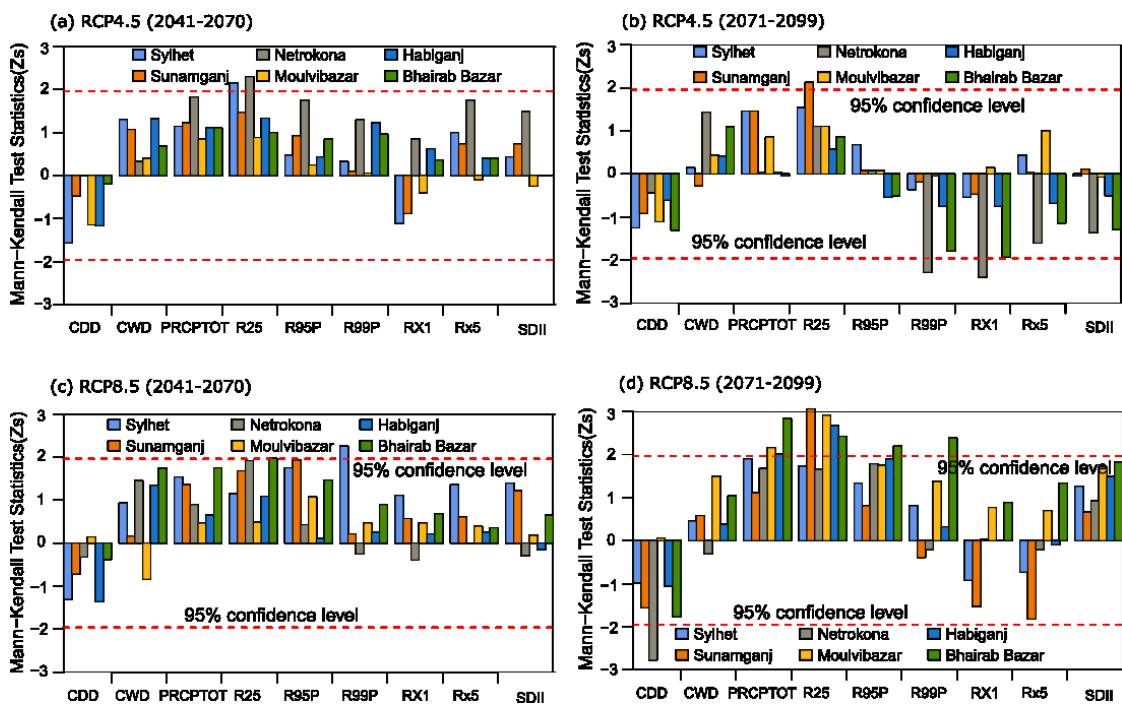 (a) RCP4.5 (2041-2070)
Mann-Kendall Test Statistics(Zs)
3
2
1
0
−1
−2
−3
Sylhet Netrokona Habiganj
Sunamganj Moulvibazar Bhairab Bazar
CDD CWD PRCPTOT R25 R95P R99P RX1 Rx5 SDII
(b) RCP4.5 (2071-2099)
Mann-Kendall Test Statistics(Zs)
3
2
1
0
−1
−2
−3
Sylhet Netrokona Habiganj
Sunamganj Moulvibazar Bhairab Bazar
95% confidence level
95% confidence level
CDD CWD PRCPTOT R25 R95P R99P RX1 Rx5 SDII
(c) RCP8.5 (2041-2070)
Mann-Kendall Test Statistics(Zs)
3
2
1
0
−1
−2
−3
Sylhet Netrokona Habiganj
Sunamganj Moulvibazar Bhairab Bazar
95% confidence level
95% confidence level
CDD CWD PRCPTOT R25 R95P R99P RX1 Rx5 SDII
(d) RCP8.5 (2071-2099)
Mann-Kendall Test Statistics(Zs)
3
2
1
0
−1
−2
−3
95% confidence level
95% confidence level
Sylhet Netrokona Habiganj
Sunamganj Moulvibazar Bhairab Bazar
CDD CWD PRCPTOT R25 R95P R99P RX1 Rx5 SDII